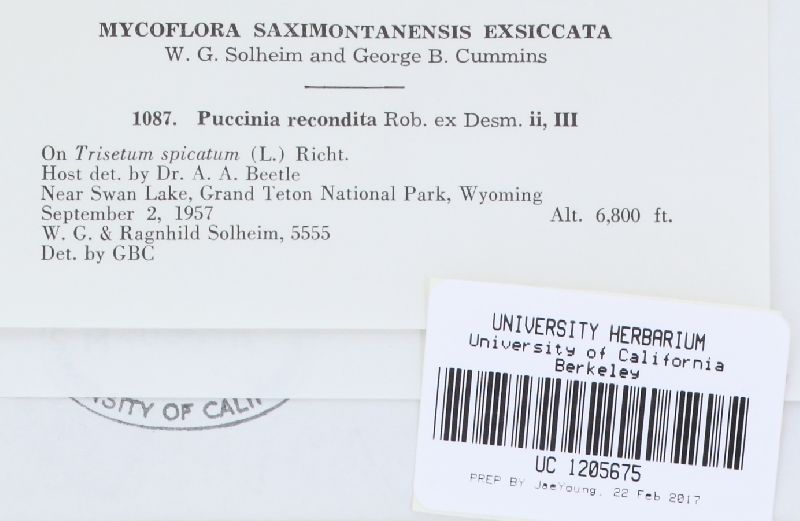 MYCOFLORA SAXIMONTANENSIS EXSICCATA
W. G. Solheim and George B. Cummins
1087. Puccinia recondita Rob. ex Desm. ii, III
On Trisetum spicatum (L.) Richt.
Host det. by Dr. A. A. Beetle
Near Swan Lake, Grand Teton National Park, Wyoming
September 2, 1957 Alt. 6,800 ft.
W. G. & Ragnhild Solheim, 5555
Det. by GBC
UNIVERSITY HERBARIUM
University of California
Berkeley
UC 1205675
PREP BY JaeYoung, 22 Feb 2017
SITY OF CALI